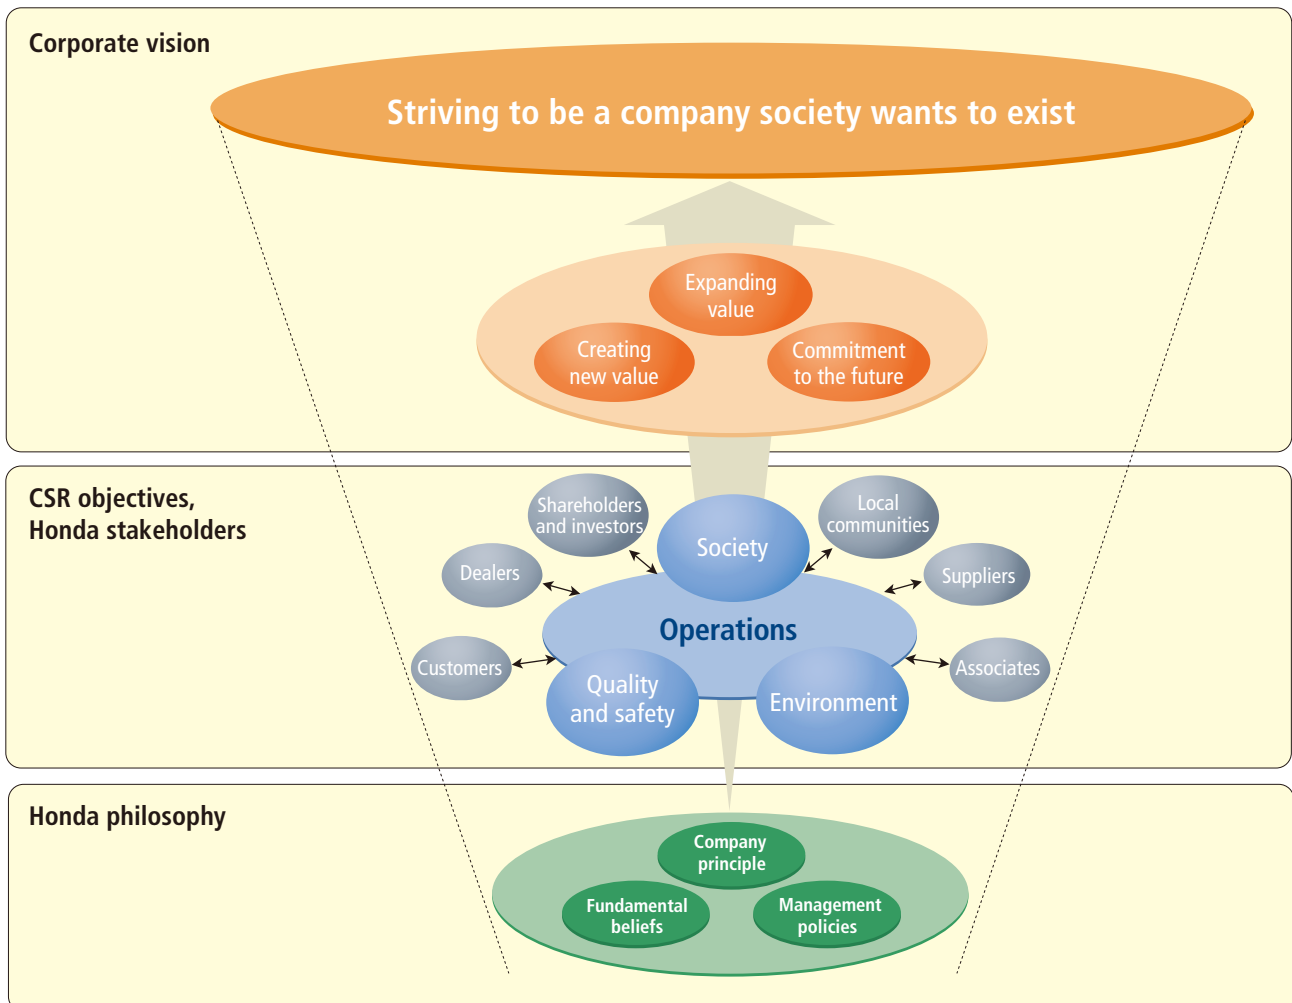 Corporate vision
Striving to be a company society wants to exist
Expanding
value
Creating
new value
Commitment
to the future
CSR objectives,
Honda stakeholders
Shareholders
and investors
Local
communities
Society
Dealers
Suppliers
Operations
Customers
Associates
Quality
and safety
Environment
Honda philosophy
Company
principle
Fundamental
beliefs
Management
policies